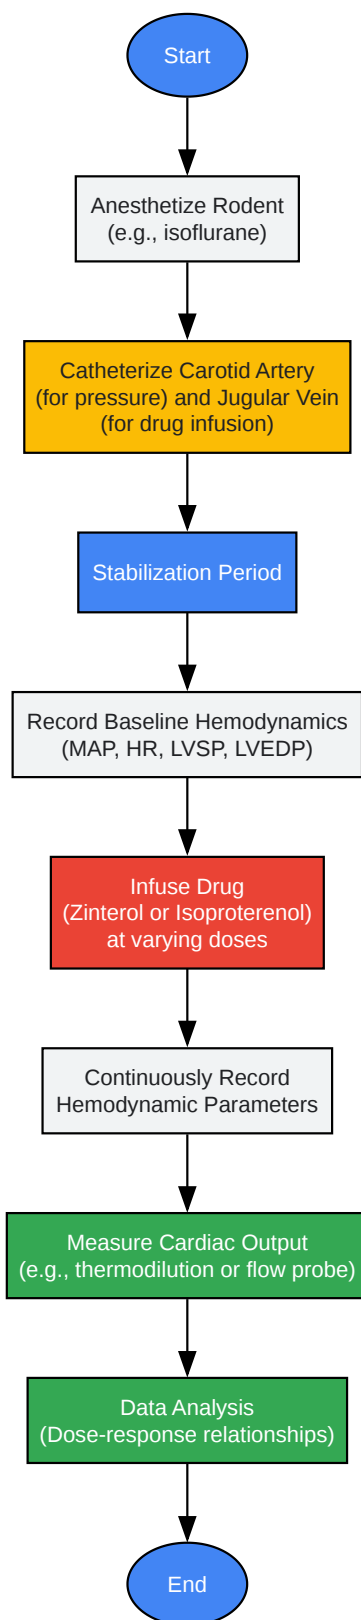 Start
Anesthetize Rodent
(e.g., isoflurane)
Catheterize Carotid Artery
(for pressure) and Jugular Vein
(for drug infusion)
Stabilization Period
Record Baseline Hemodynamics
(MAP, HR, LVSP, LVEDP)
Infuse Drug
(Zinterol or Isoproterenol)
at varying doses
Continuously Record
Hemodynamic Parameters
Measure Cardiac Output
(e.g., thermodilution or flow probe)
Data Analysis
(Dose-response relationships)
End